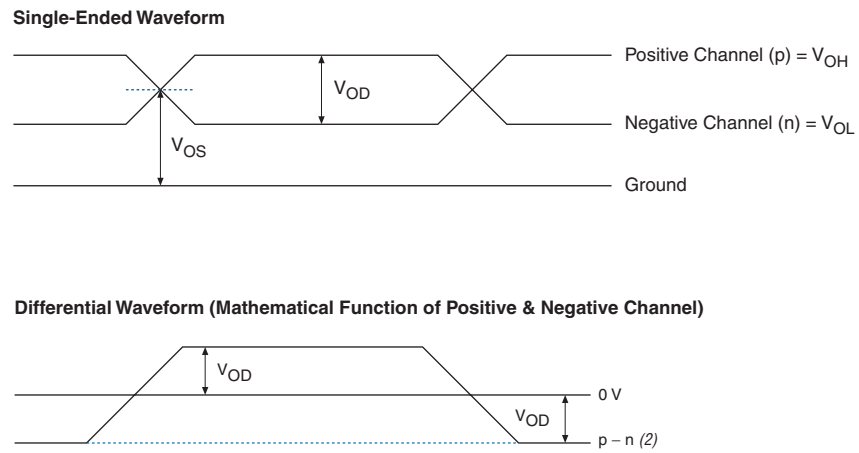 Single-Ended Waveform
Positive Channel (p) = VOH
VOD
Negative Channel (n) = VOL
VOS
Ground
Differential Waveform (Mathematical Function of Positive & Negative Channel)
VOD
0 V
VOD
p – n (2)